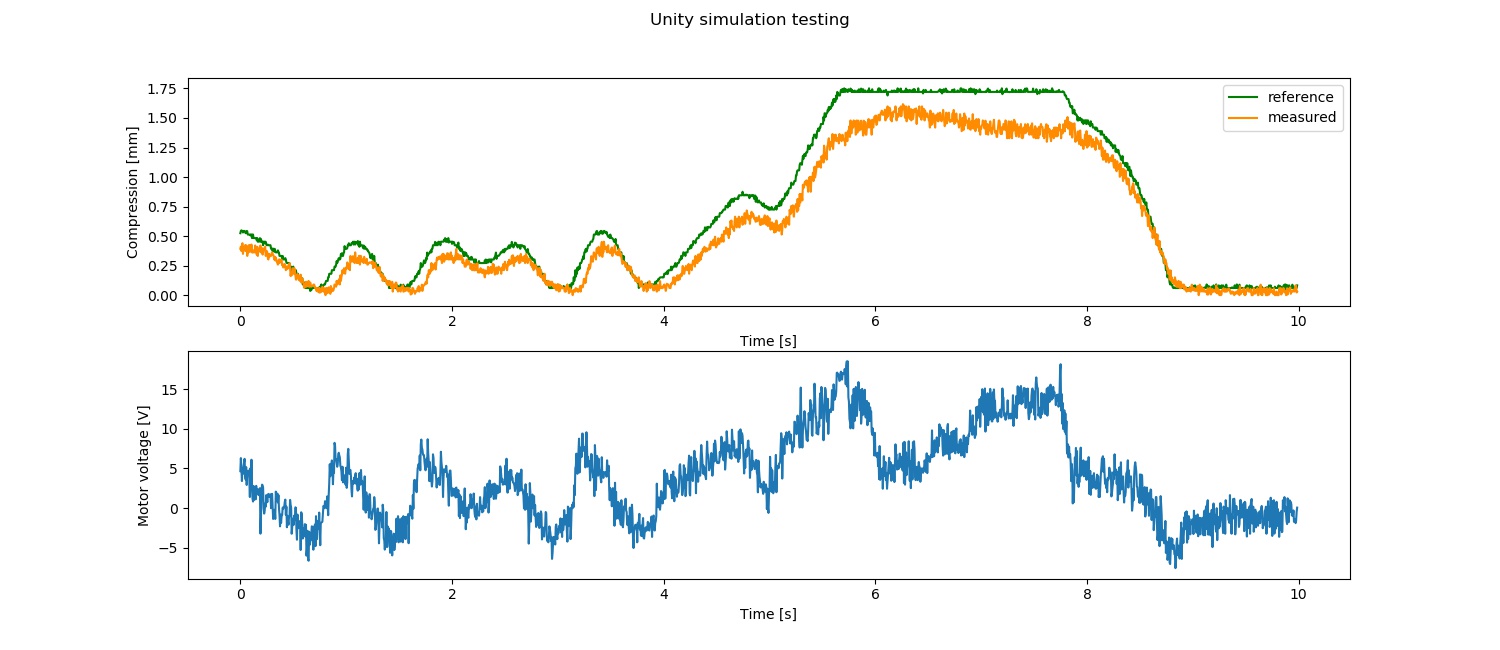 Unity simulation testing
1.75
1.50
1.25
1.00
0.75
0.50
0.25
0.00
Compression [mm]
reference
measured
0 2 4 6 8 10
Time [s]
15
10
5
0
−5
Motor voltage [V]
0 2 4 6 8 10
Time [s]